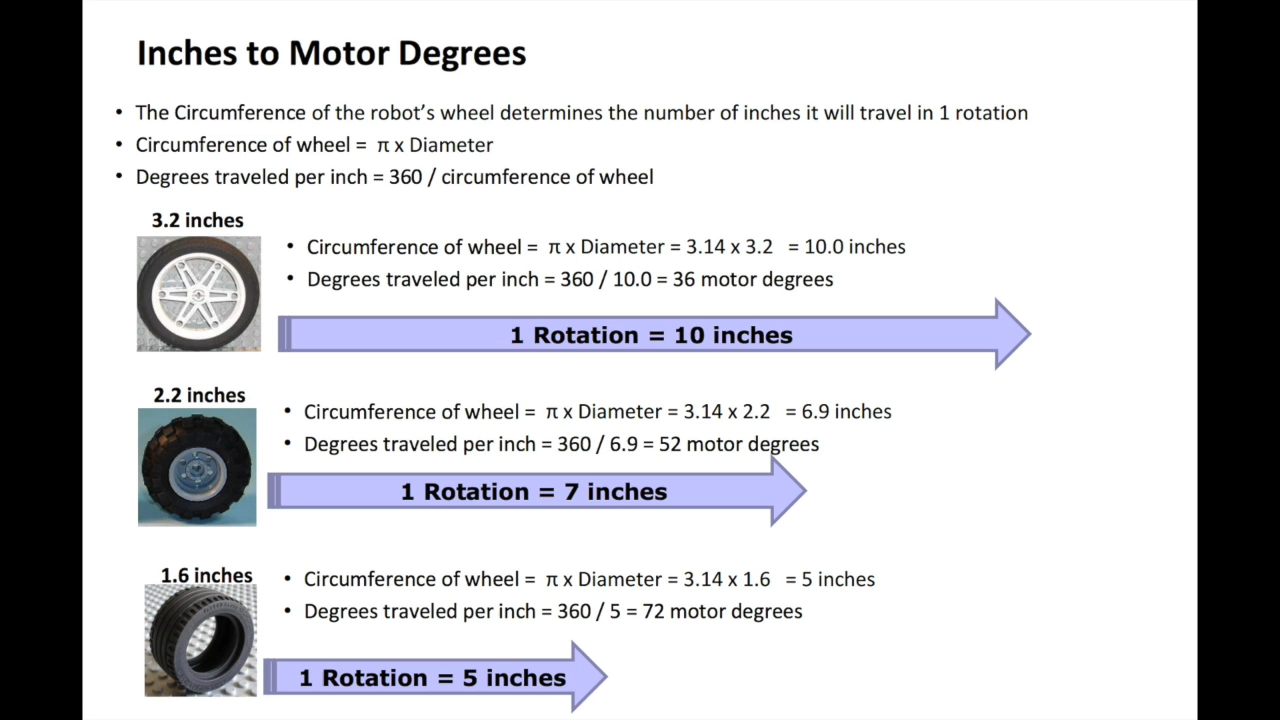 Inches to Motor Degrees
• The Circumference of the robot’s wheel determines the number of inches it will travel in 1 rotation
• Circumference of wheel = π x Diameter
• Degrees traveled per inch = 360 / circumference of wheel
3.2 inches
• Circumference of wheel = π x Diameter = 3.14 x 3.2 = 10.0 inches
• Degrees traveled per inch = 360 / 10.0 = 36 motor degrees
1 Rotation = 10 inches
2.2 inches
• Circumference of wheel = π x Diameter = 3.14 x 2.2 = 6.9 inches
• Degrees traveled per inch = 360 / 6.9 = 52 motor degrees
1 Rotation = 7 inches
1.6 inches
• Circumference of wheel = π x Diameter = 3.14 x 1.6 = 5 inches
• Degrees traveled per inch = 360 / 5 = 72 motor degrees
1 Rotation = 5 inches